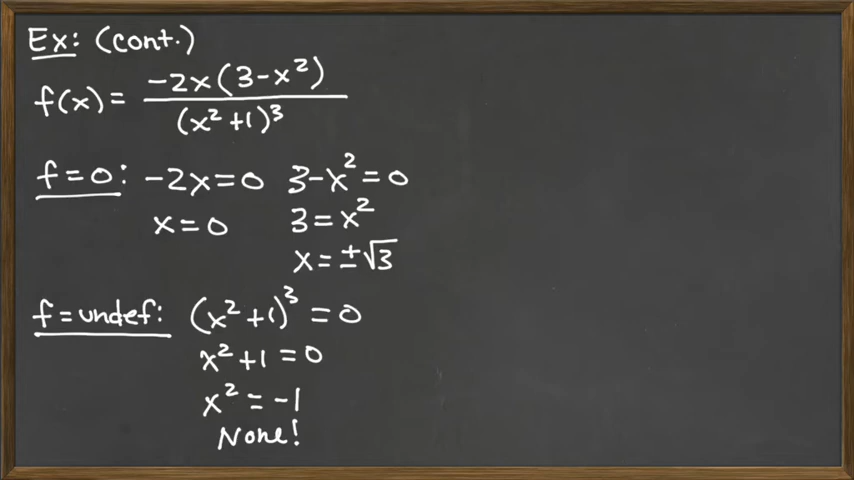 Ex: (cont.)
f(x) = -2x(3-x²) / (x²+1)³
f=0: -2x=0 3-x²=0
x=0 3=x²
x=±√3
f=undef: (x²+1)³=0
x²+1=0
x²=-1
None!